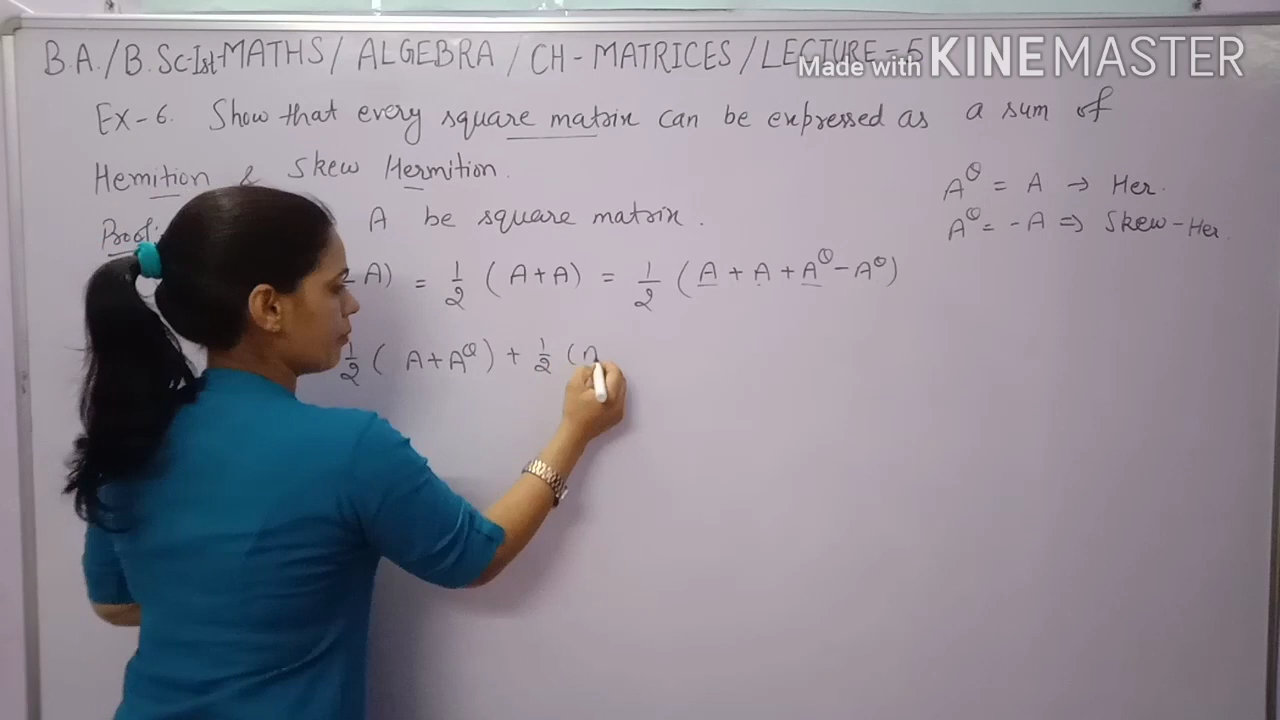 B.A./B.Sc-Ist MATHS/ ALGEBRA / CH - MATRICES / LECTURE - 5
Made with KINEMASTER
Ex-6. Show that every square matrix can be expressed as a sum of
Hemition & Skew Hermition.
A^θ = A → Her.
A^θ = -A ⇒ Skew-Her.
Proof: A be square matrix.
A) = 1/2 (A+A) = 1/2 (A + A + A^θ - A^θ)
1/2 (A+A^θ) + 1/2 (A